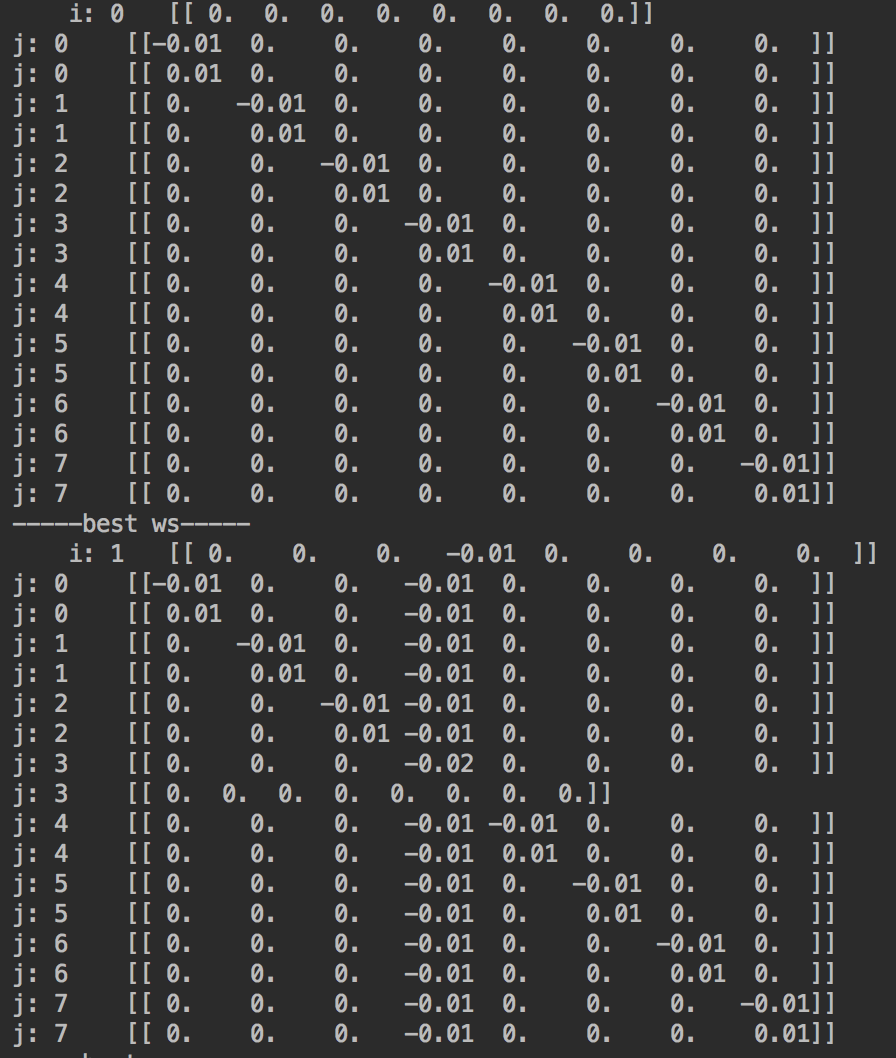 i: 0   [[ 0.  0.  0.  0.  0.  0.  0.  0.]]
j: 0    [[-0.01  0.    0.    0.    0.    0.    0.    0.  ]]
j: 0    [[ 0.01  0.    0.    0.    0.    0.    0.    0.  ]]
j: 1    [[ 0.   -0.01  0.    0.    0.    0.    0.    0.  ]]
j: 1    [[ 0.    0.01  0.    0.    0.    0.    0.    0.  ]]
j: 2    [[ 0.    0.   -0.01  0.    0.    0.    0.    0.  ]]
j: 2    [[ 0.    0.    0.01  0.    0.    0.    0.    0.  ]]
j: 3    [[ 0.    0.    0.   -0.01  0.    0.    0.    0.  ]]
j: 3    [[ 0.    0.    0.    0.01  0.    0.    0.    0.  ]]
j: 4    [[ 0.    0.    0.    0.   -0.01  0.    0.    0.  ]]
j: 4    [[ 0.    0.    0.    0.    0.01  0.    0.    0.  ]]
j: 5    [[ 0.    0.    0.    0.    0.   -0.01  0.    0.  ]]
j: 5    [[ 0.    0.    0.    0.    0.    0.01  0.    0.  ]]
j: 6    [[ 0.    0.    0.    0.    0.    0.   -0.01  0.  ]]
j: 6    [[ 0.    0.    0.    0.    0.    0.    0.01  0.  ]]
j: 7    [[ 0.    0.    0.    0.    0.    0.    0.   -0.01]]
j: 7    [[ 0.    0.    0.    0.    0.    0.    0.    0.01]]
-----best ws-----
i: 1   [[ 0.    0.    0.   -0.01  0.    0.    0.    0.  ]]
j: 0    [[-0.01  0.    0.   -0.01  0.    0.    0.    0.  ]]
j: 0    [[ 0.01  0.    0.   -0.01  0.    0.    0.    0.  ]]
j: 1    [[ 0.   -0.01  0.   -0.01  0.    0.    0.    0.  ]]
j: 1    [[ 0.    0.01  0.   -0.01  0.    0.    0.    0.  ]]
j: 2    [[ 0.    0.   -0.01 -0.01  0.    0.    0.    0.  ]]
j: 2    [[ 0.    0.    0.01 -0.01  0.    0.    0.    0.  ]]
j: 3    [[ 0.    0.    0.   -0.02  0.    0.    0.    0.  ]]
j: 3    [[ 0.  0.  0.  0.  0.  0.  0.  0.]]
j: 4    [[ 0.    0.    0.   -0.01 -0.01  0.    0.    0.  ]]
j: 4    [[ 0.    0.    0.   -0.01  0.01  0.    0.    0.  ]]
j: 5    [[ 0.    0.    0.   -0.01  0.   -0.01  0.    0.  ]]
j: 5    [[ 0.    0.    0.   -0.01  0.    0.01  0.    0.  ]]
j: 6    [[ 0.    0.    0.   -0.01  0.    0.   -0.01  0.  ]]
j: 6    [[ 0.    0.    0.   -0.01  0.    0.    0.01  0.  ]]
j: 7    [[ 0.    0.    0.   -0.01  0.    0.    0.   -0.01]]
j: 7    [[ 0.    0.    0.   -0.01  0.    0.    0.    0.01]]